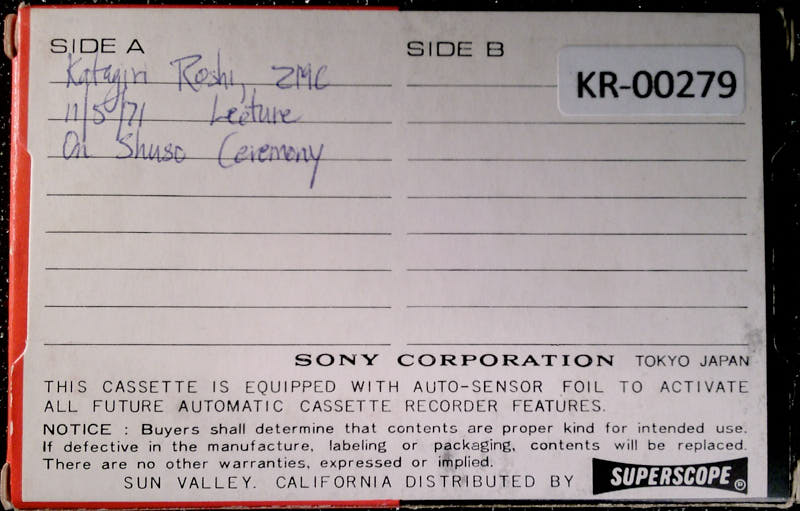 SIDE A
Katagiri Roshi, ZMC
11/5/71 Lecture
On Shuso Ceremony
SIDE B
KR-00279
SONY CORPORATION TOKYO JAPAN
THIS CASSETTE IS EQUIPPED WITH AUTO-SENSOR FOIL TO ACTIVATE
ALL FUTURE AUTOMATIC CASSETTE RECORDER FEATURES.
NOTICE : Buyers shall determine that contents are proper kind for intended use.
If defective in the manufacture, labeling or packaging, contents will be replaced.
There are no other warranties, expressed or implied.
SUN VALLEY. CALIFORNIA DISTRIBUTED BY SUPERSCOPE ®